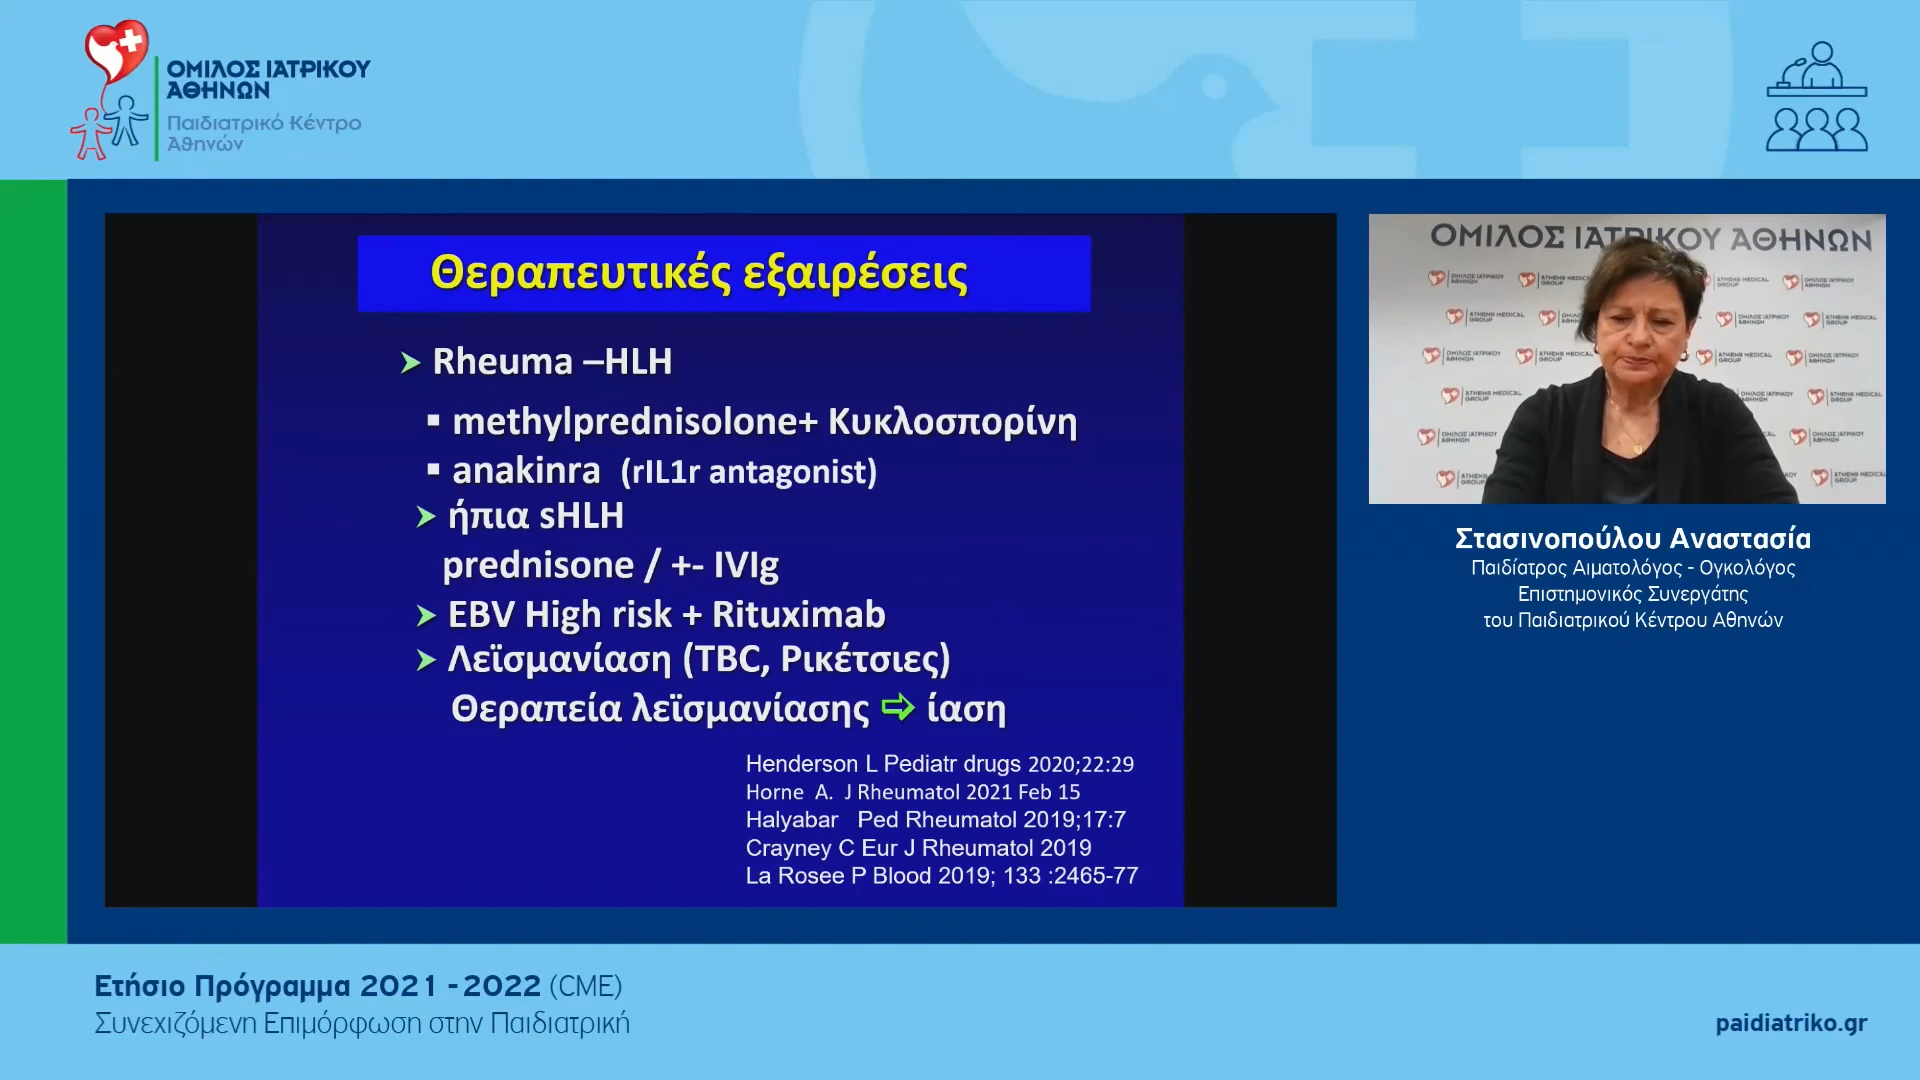 ΟΜΙΛΟΣ ΙΑΤΡΙΚΟΥ
ΑΘΗΝΩΝ
Παιδιατρικό Κέντρο
Αθηνών
Θεραπευτικές εξαιρέσεις
➤ Rheuma –HLH
▪ methylprednisolone+ Κυκλοσπορίνη
▪ anakinra (rIL1r antagonist)
➤ ήπια sHLH
prednisone / +- IVIg
➤ EBV High risk + Rituximab
➤ Λεϊσμανίαση (TBC, Ρικέτσιες)
Θεραπεία λεϊσμανίασης ⇨ ίαση
Henderson L Pediatr drugs 2020;22:29
Horne A. J Rheumatol 2021 Feb 15
Halyabar Ped Rheumatol 2019;17:7
Crayney C Eur J Rheumatol 2019
La Rosee P Blood 2019; 133 :2465-77
ΟΜΙΛΟΣ ΙΑΤΡΙΚΟΥ ΑΘΗΝΩΝ
ATHENS MEDICAL
GROUP
Στασινοπούλου Αναστασία
Παιδίατρος Αιματολόγος - Ογκολόγος
Επιστημονικός Συνεργάτης
του Παιδιατρικού Κέντρου Αθηνών
Ετήσιο Πρόγραμμα 2021 - 2022 (CME)
Συνεχιζόμενη Επιμόρφωση στην Παιδιατρική
paidiatriko.gr